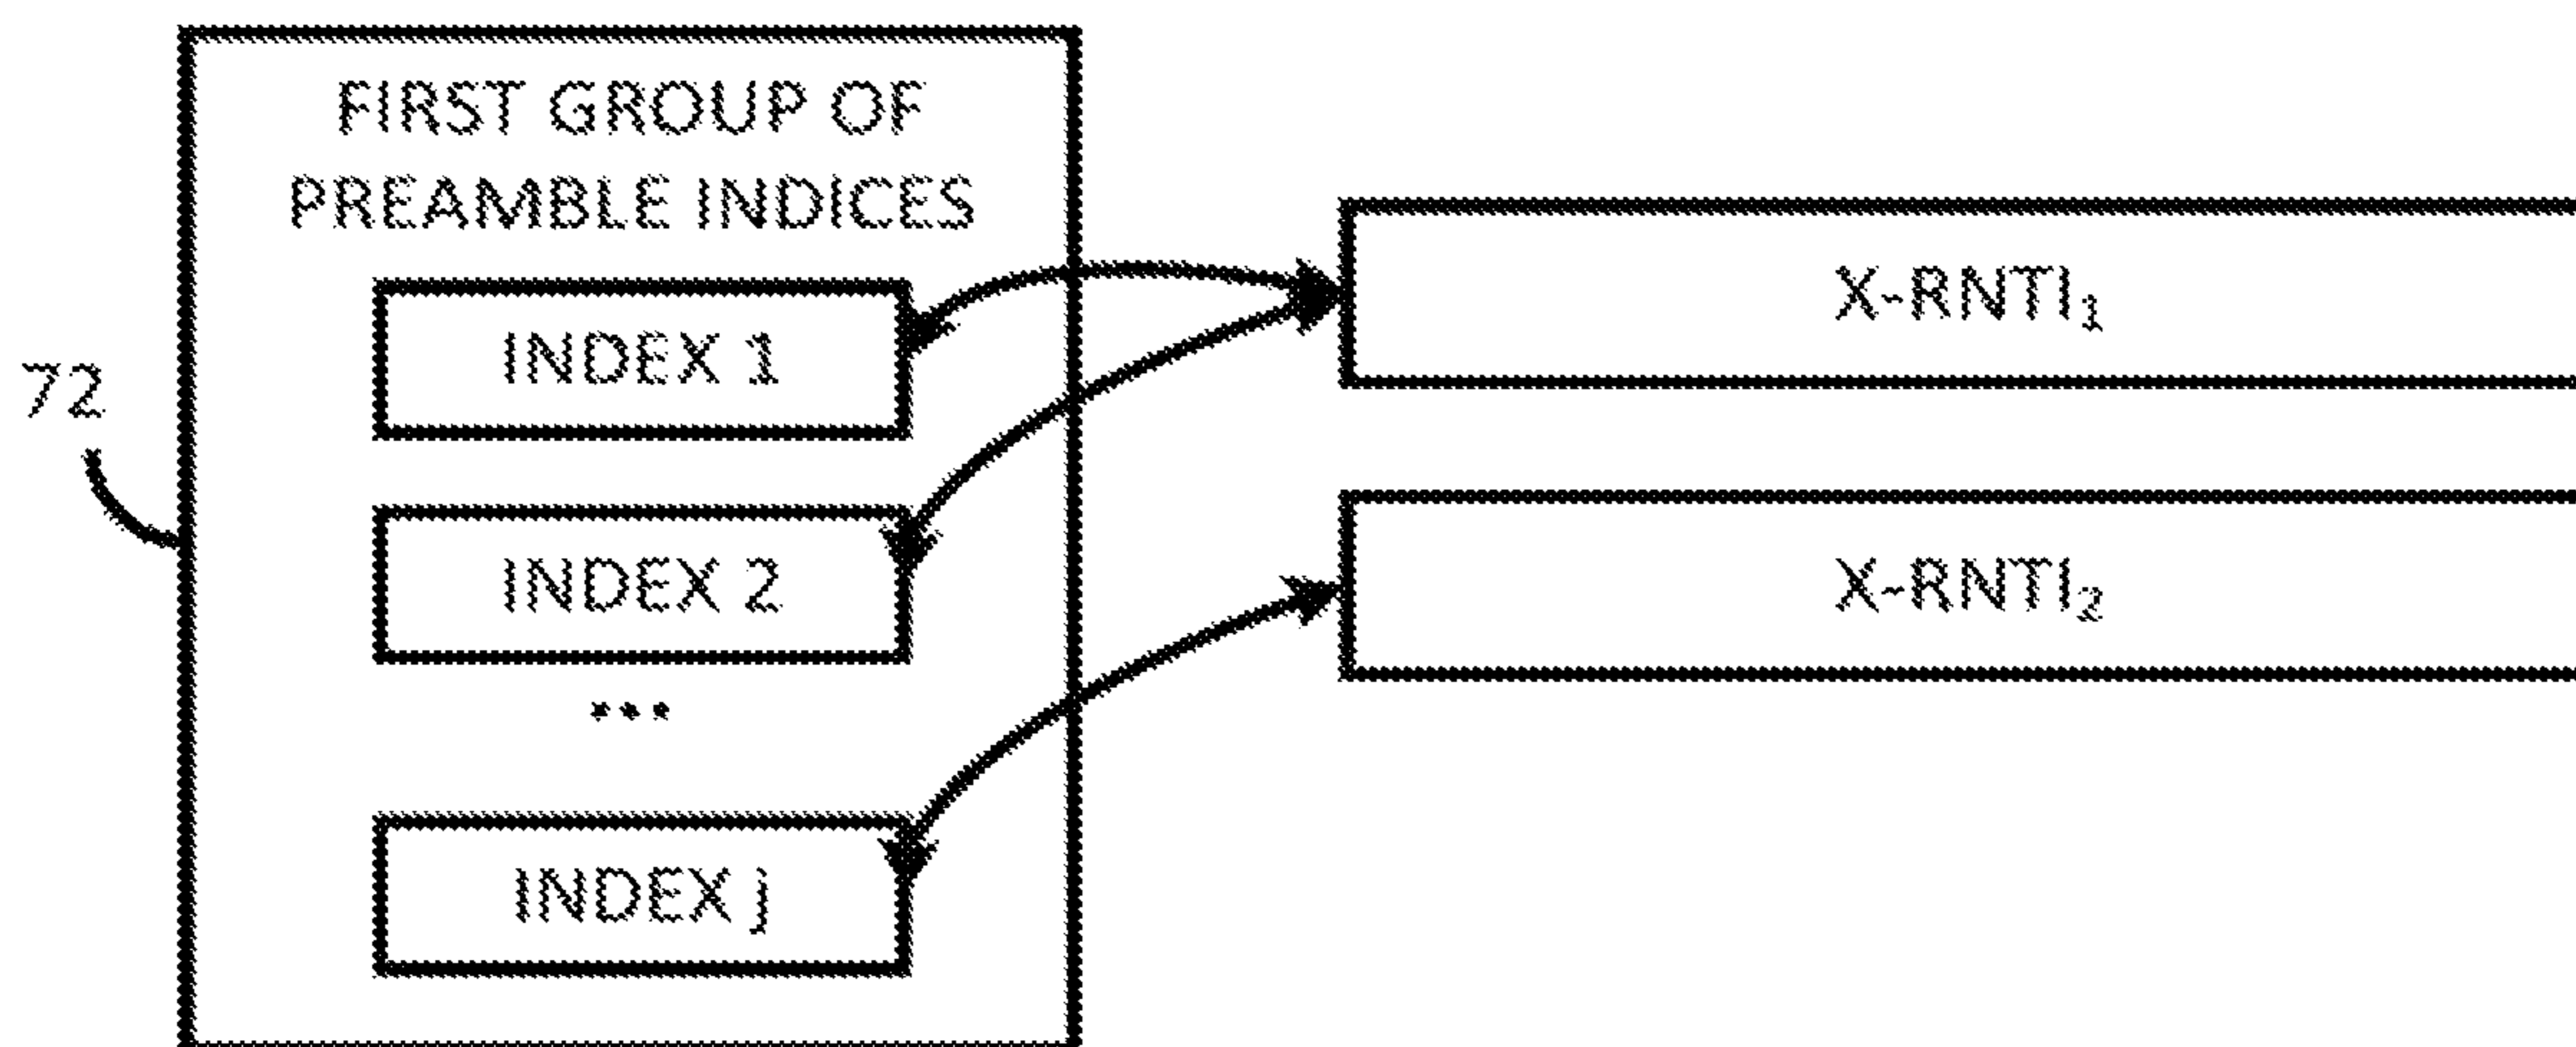 FIRST GROUP OF
PREAMBLE INDICES
X-RNTI₁
INDEX 1
72
INDEX 2
X-RNTI₂
...
INDEX j